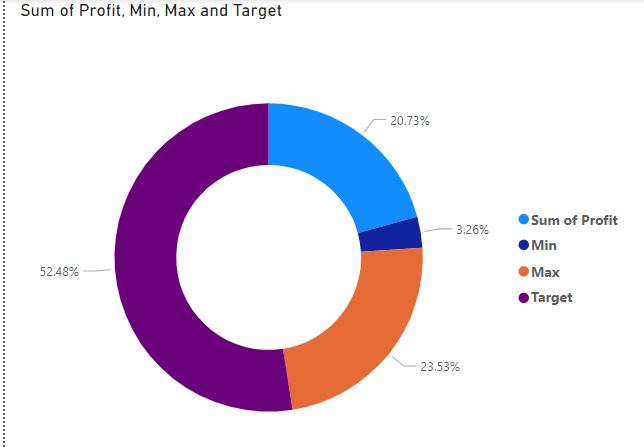 Sum of Profit, Min, Max and Target
20.73%
3.26%
52.48%
23.53%
Sum of Profit
Min
Max
Target